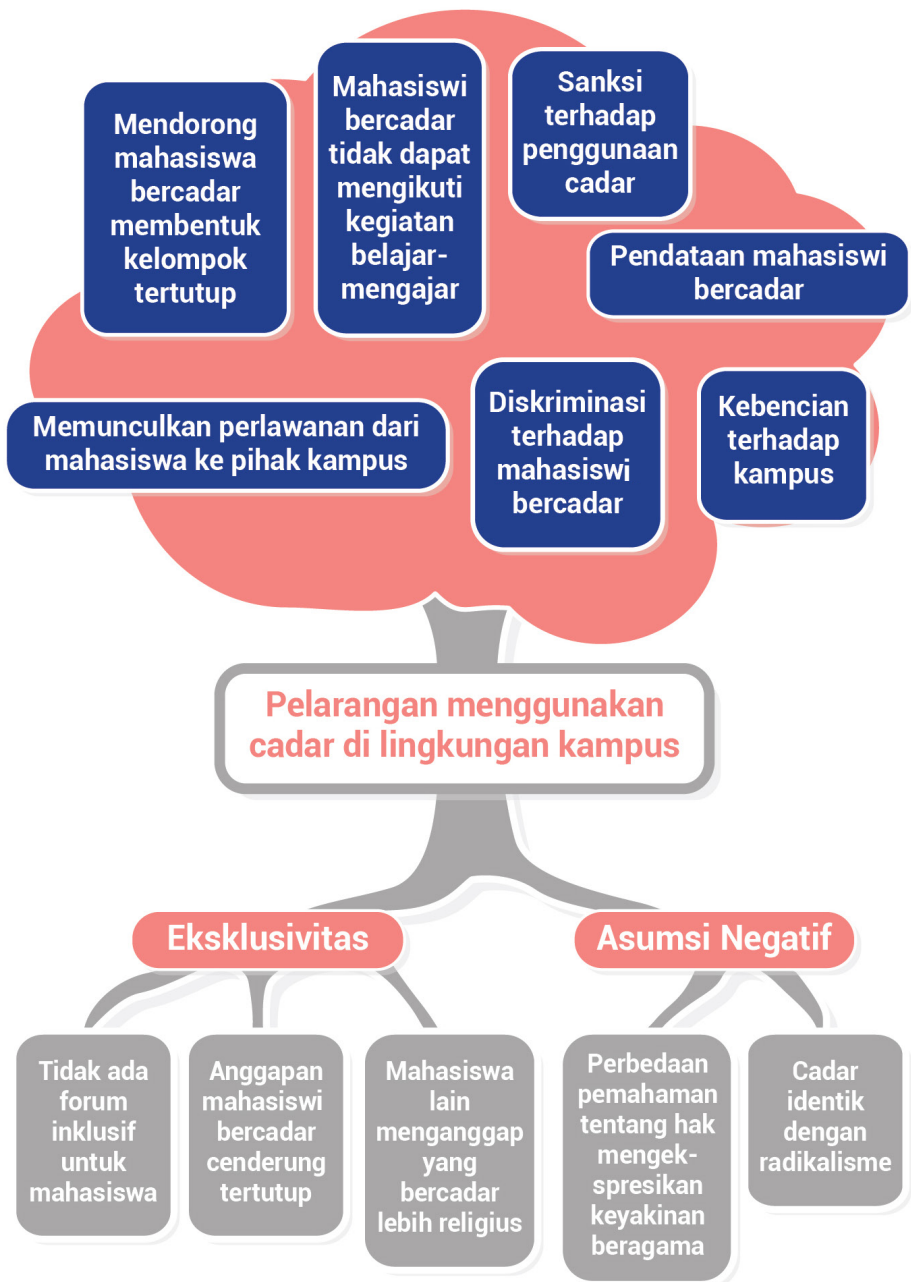 Mendorong
mahasiswa
bercadar
membentuk
kelompok
tertutup
Mahasiswi
bercadar
tidak dapat
mengikuti
kegiatan
belajar-
mengajar
Sanksi
terhadap
penggunaan
cadar
Pendataan mahasiswi
bercadar
Memunculkan perlawanan dari
mahasiswa ke pihak kampus
Diskriminasi
terhadap
mahasiswi
bercadar
Kebencian
terhadap
kampus
Pelarangan menggunakan
cadar di lingkungan kampus
Eksklusivitas
Asumsi Negatif
Tidak ada
forum
inklusif
untuk
mahasiswa
Anggapan
mahasiswi
bercadar
cenderung
tertutup
Mahasiswa
lain
menganggap
yang
bercadar
lebih religius
Perbedaan
pemahaman
tentang hak
mengek-
spresikan
keyakinan
beragama
Cadar
identik
dengan
radikalisme